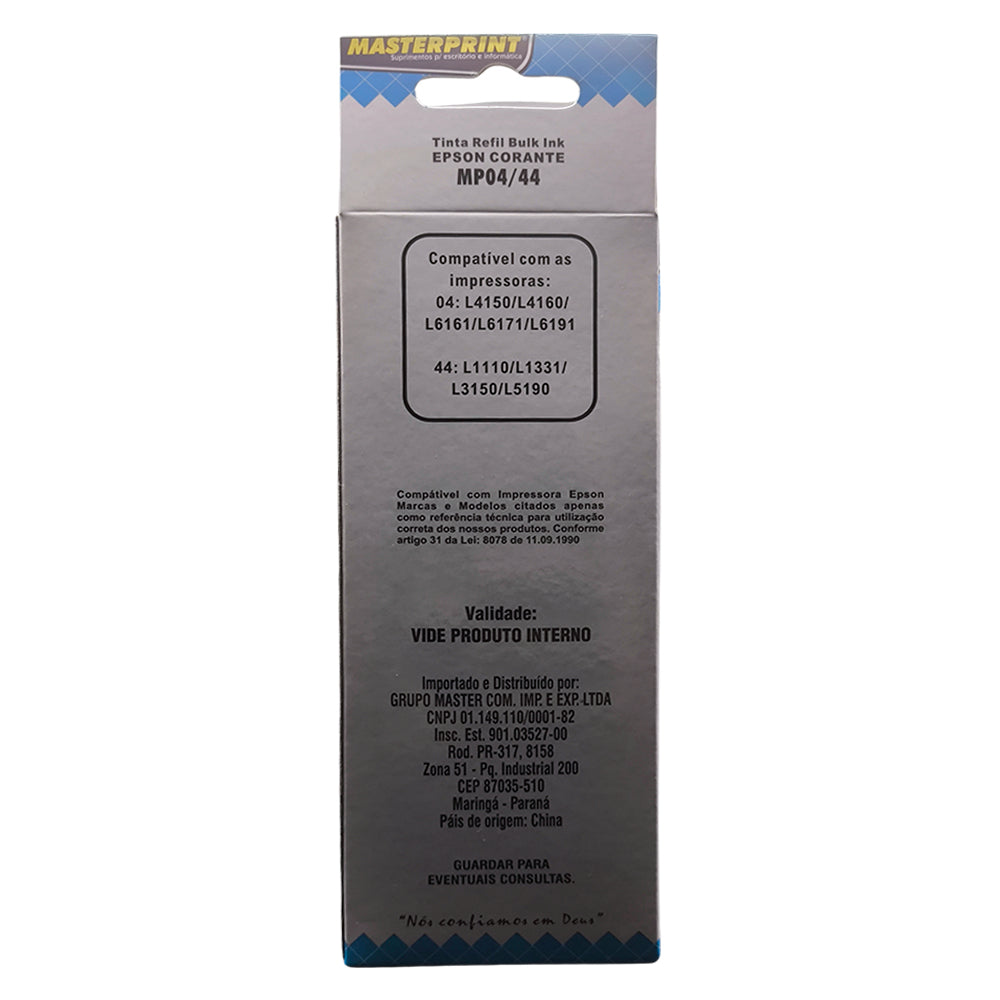 MASTERPRINT®
Suprimentos p/ escritório e informática
Tinta Refil Bulk Ink
EPSON CORANTE
MP04/44
Compatível com as
impressoras:
04: L4150/L4160/
L6161/L6171/L6191
44: L1110/L1331/
L3150/L5190
Compátivel com Impressora Epson
Marcas e Modelos citados apenas
como referência técnica para utilização
correta dos nossos produtos. Conforme
artigo 31 da Lei: 8078 de 11.09.1990
Validade:
VIDE PRODUTO INTERNO
Importado e Distribuído por:
GRUPO MASTER COM. IMP. E EXP. LTDA
CNPJ 01.149.110/0001-82
Insc. Est. 901.03527-00
Rod. PR-317, 8158
Zona 51 - Pq. Industrial 200
CEP 87035-510
Maringá - Paraná
Páis de origem: China
GUARDAR PARA
EVENTUAIS CONSULTAS.
"Nós confiamos em Deus"